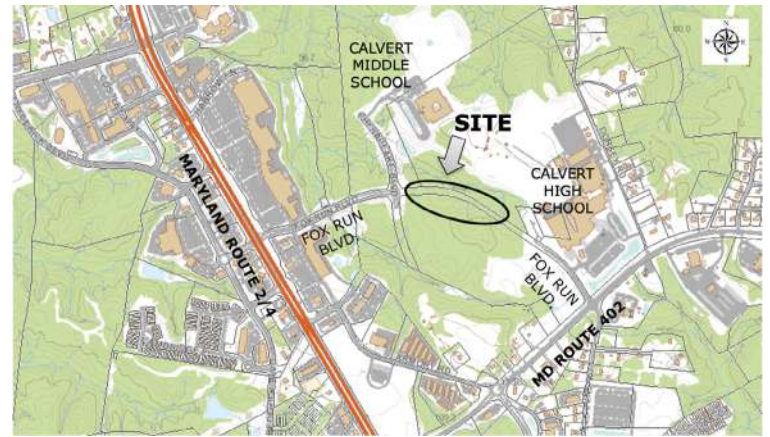 N
W E
S
CALVERT
MIDDLE
SCHOOL
SITE
CALVERT
HIGH
SCHOOL
MARYLAND ROUTE 2/4
FOX RUN
BLVD.
FOX RUN
BLVD.
MD ROUTE 402